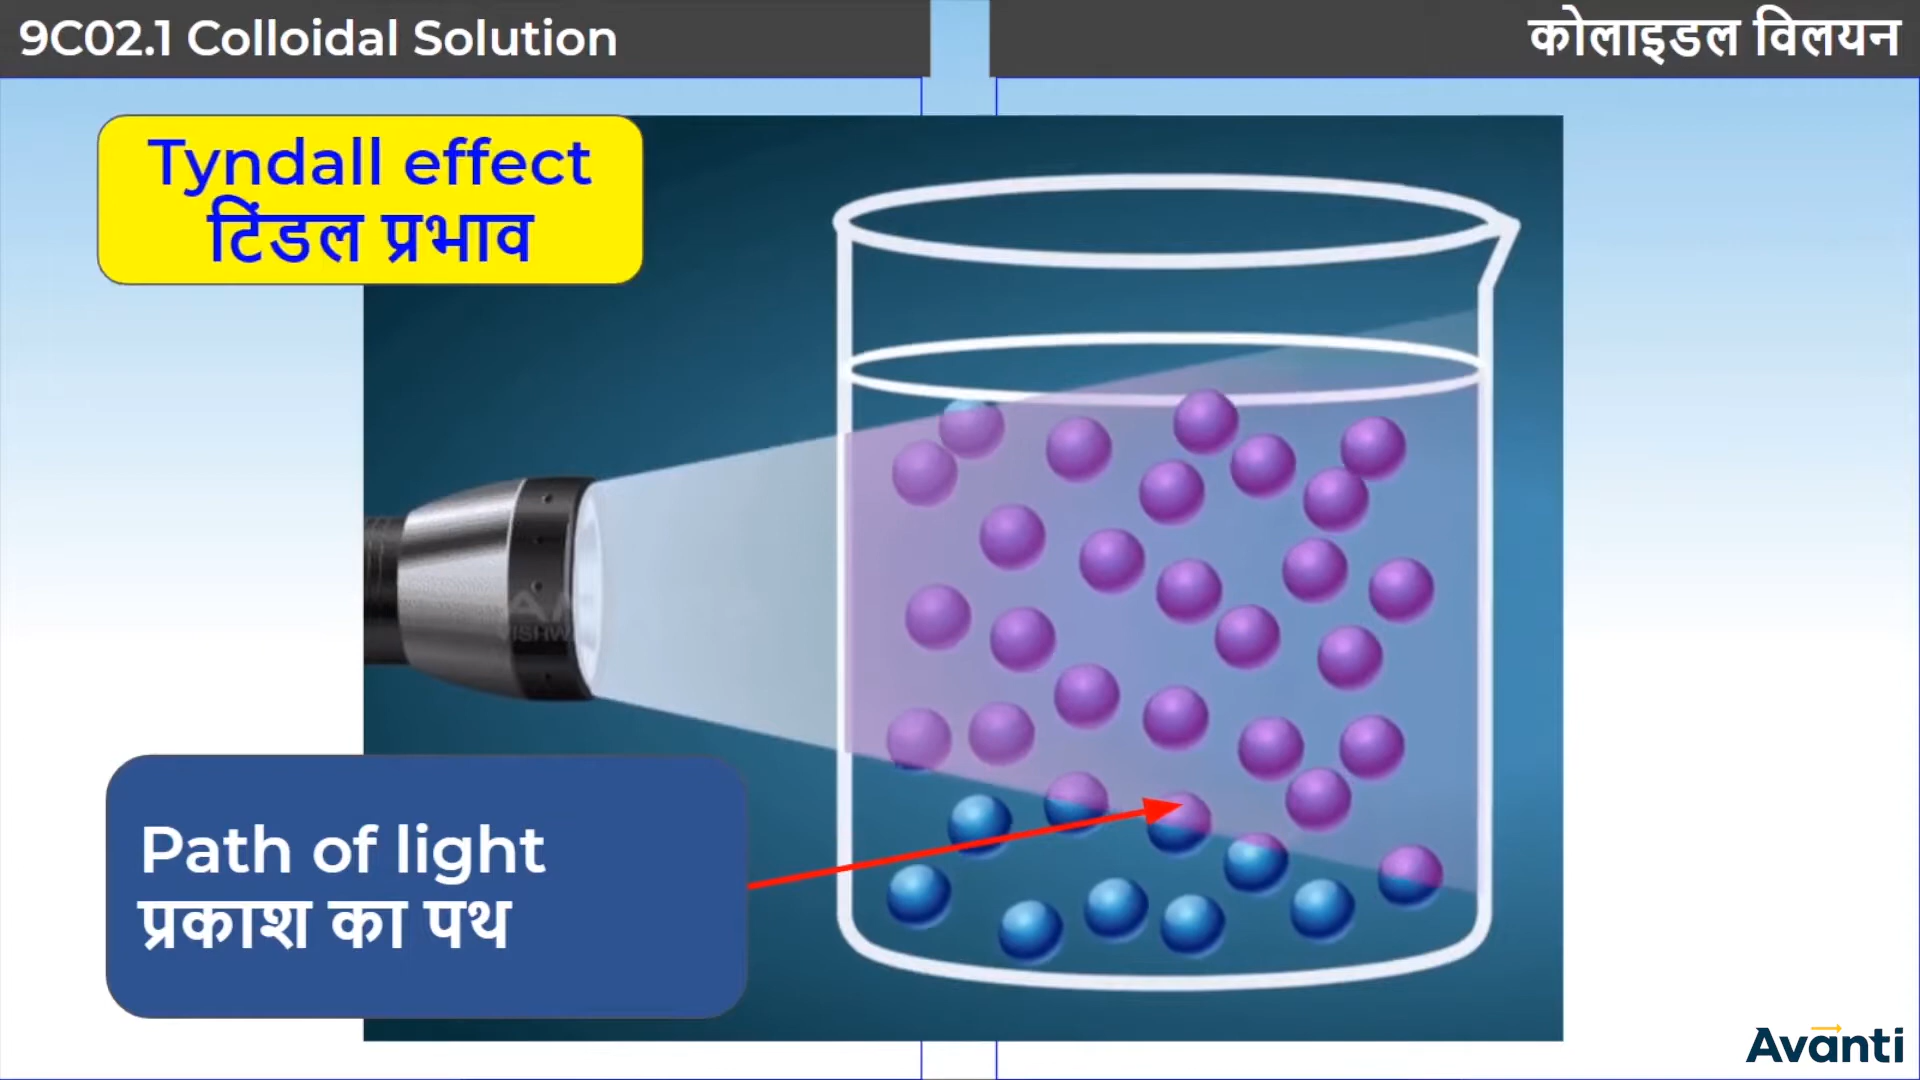 9C02.1 Colloidal Solution
कोलाइडल विलयन
Tyndall effect
टिंडल प्रभाव
Path of light
प्रकाश का पथ
Avanti